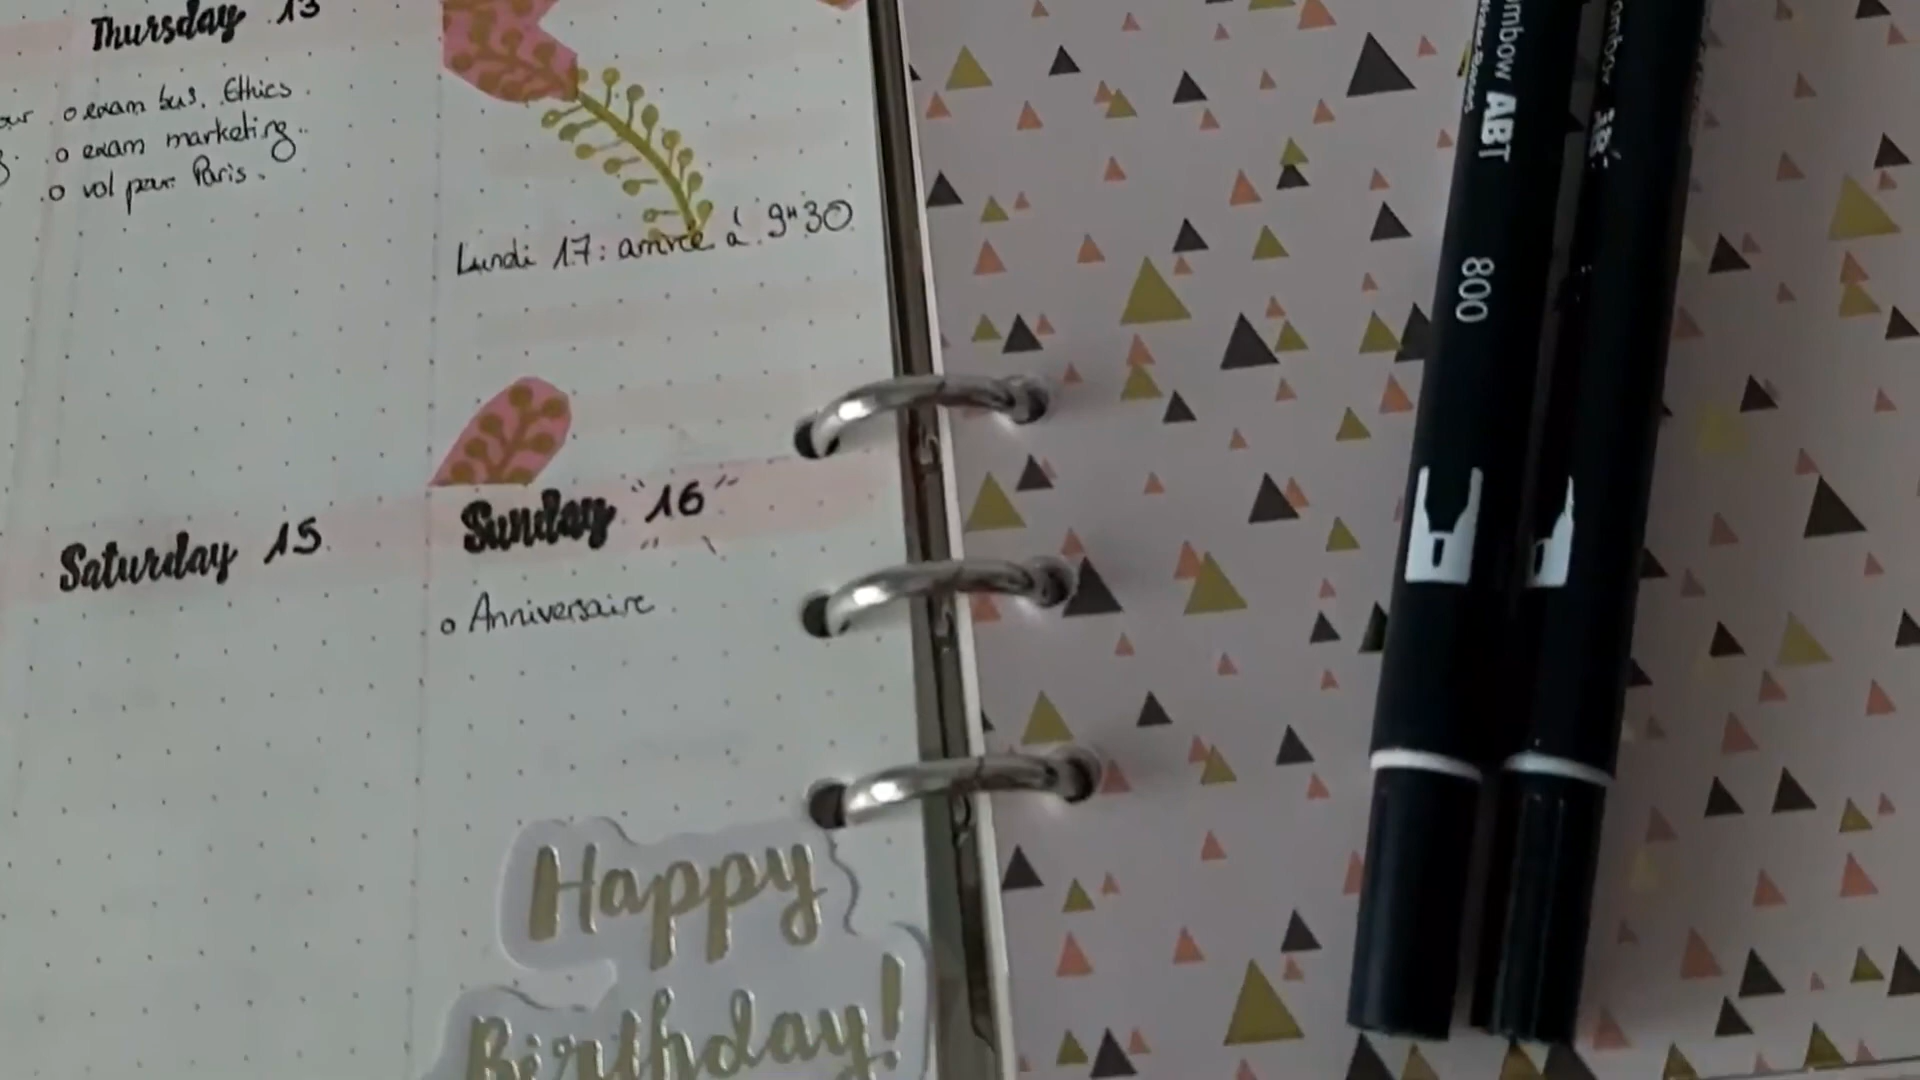 Thursday 13
o exam bus. Ethics
o exam marketing
o vol pour Paris.
Lundi 17: arrivée à 9H30
Saturday 15
Sunday 16
o Anniversaire
Happy
Birthday!
ABT
800